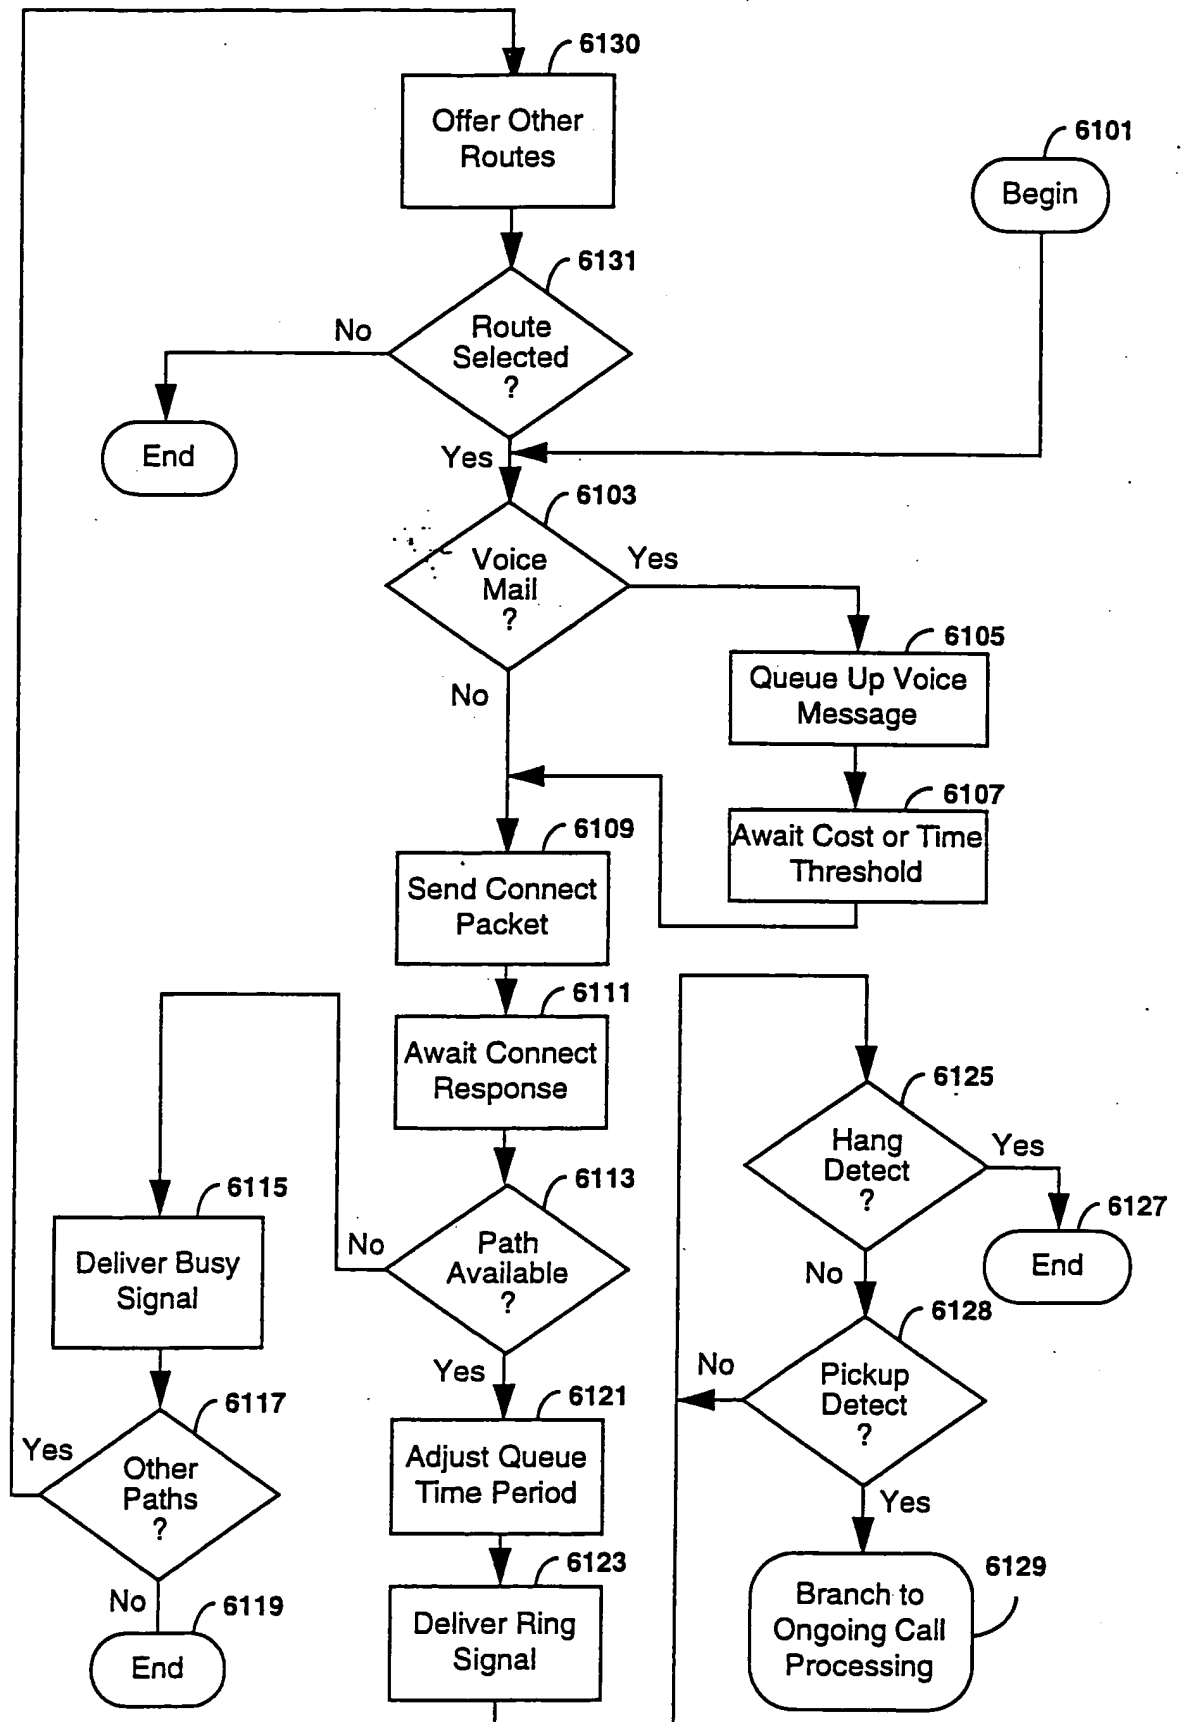 6130
Offer Other
Routes
6101
Begin
6131
Route
Selected
?
No
End
Yes
6103
Voice
Mail
?
Yes
No
6105
Queue Up Voice
Message
6107
Await Cost or Time
Threshold
6109
Send Connect
Packet
6111
Await Connect
Response
6113
Path
Available
?
No
Yes
6115
Deliver Busy
Signal
6117
Other
Paths
?
Yes
No
6119
End
6121
Adjust Queue
Time Period
6123
Deliver Ring
Signal
6125
Hang
Detect
?
Yes
6127
End
No
6128
Pickup
Detect
?
No
Yes
6129
Branch to
Ongoing Call
Processing